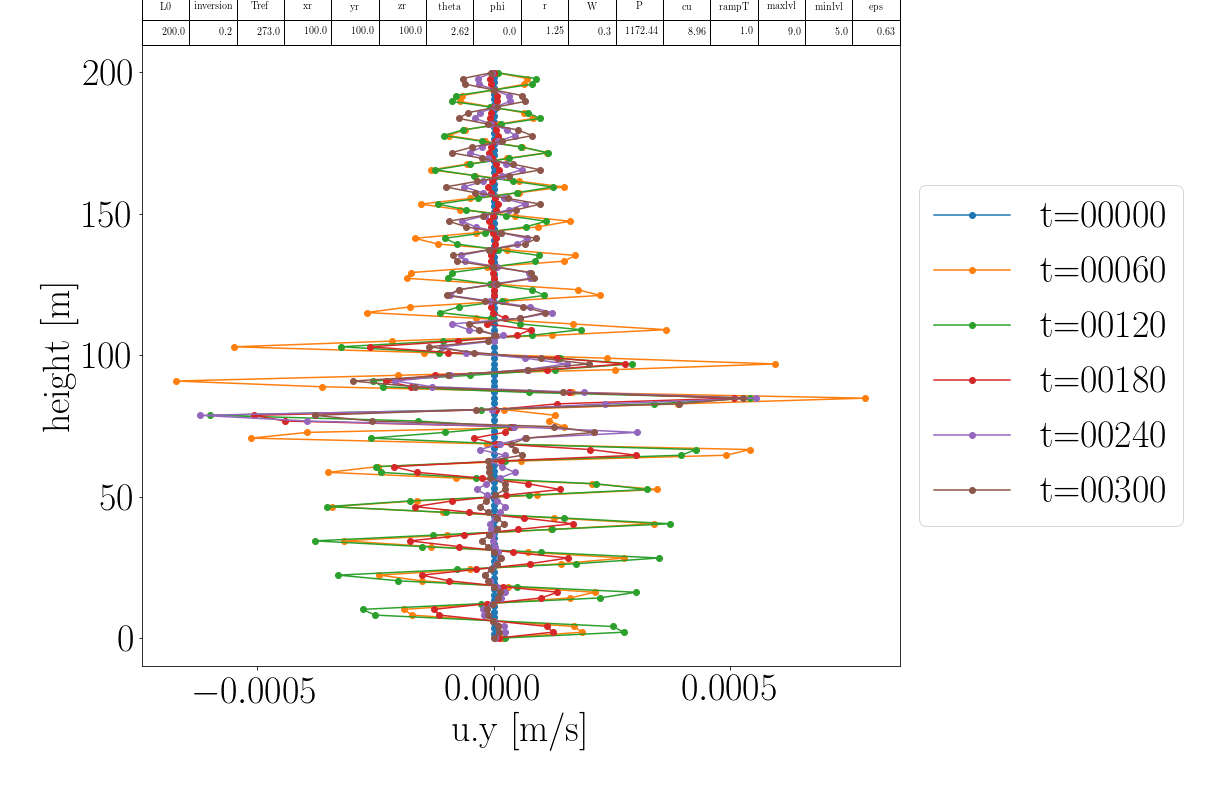 L0 inversion Tref xr yr zr theta phi r W P cu rampT maxlvl minlvl eps
200.0 0.2 273.0 100.0 100.0 100.0 2.62 0.0 1.25 0.3 1172.44 8.96 1.0 9.0 5.0 0.63
200
150
100
50
0
height [m]
−0.0005 0.0000 0.0005
u.y [m/s]
t=00000
t=00060
t=00120
t=00180
t=00240
t=00300